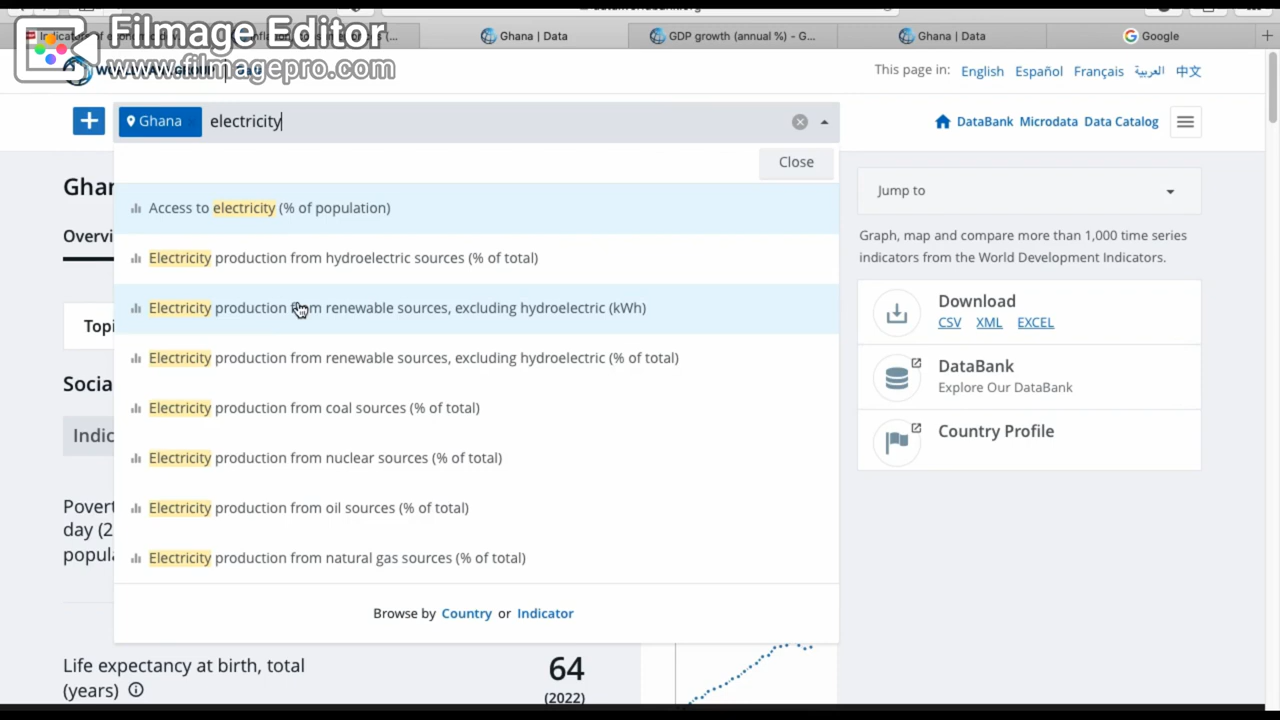 Filmage Editor
www.filmagepro.com
Ghana | Data
GDP growth (annual %) - G...
Ghana | Data
Google
This page in: English Español Français العربية 中文
Ghana electricity
DataBank Microdata Data Catalog
Close
Ghan
Jump to
Access to electricity (% of population)
Overvi
Graph, map and compare more than 1,000 time series
indicators from the World Development Indicators.
Electricity production from hydroelectric sources (% of total)
Electricity production from renewable sources, excluding hydroelectric (kWh)
Download
CSV XML EXCEL
Topi
Electricity production from renewable sources, excluding hydroelectric (% of total)
DataBank
Explore Our DataBank
Socia
Electricity production from coal sources (% of total)
Indic
Country Profile
Electricity production from nuclear sources (% of total)
Povert
day (2
popula
Electricity production from oil sources (% of total)
Electricity production from natural gas sources (% of total)
Browse by Country or Indicator
Life expectancy at birth, total
(years)
64
(2022)